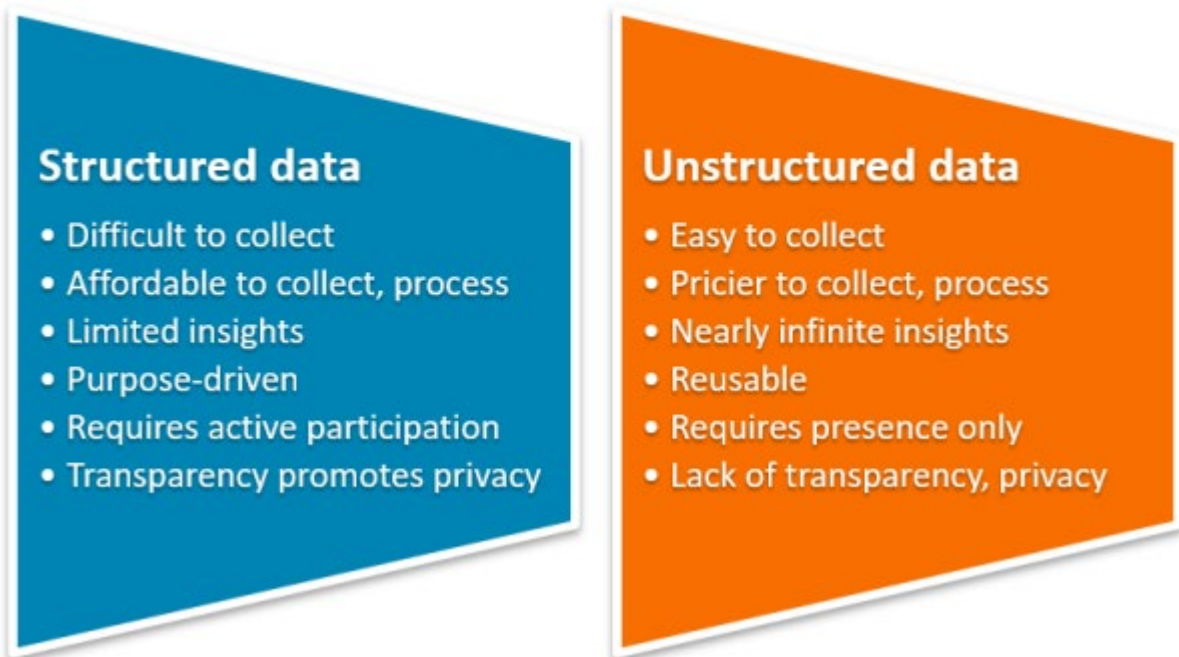 Structured data
• Difficult to collect
• Affordable to collect, process
• Limited insights
• Purpose-driven
• Requires active participation
• Transparency promotes privacy
Unstructured data
• Easy to collect
• Pricier to collect, process
• Nearly infinite insights
• Reusable
• Requires presence only
• Lack of transparency, privacy